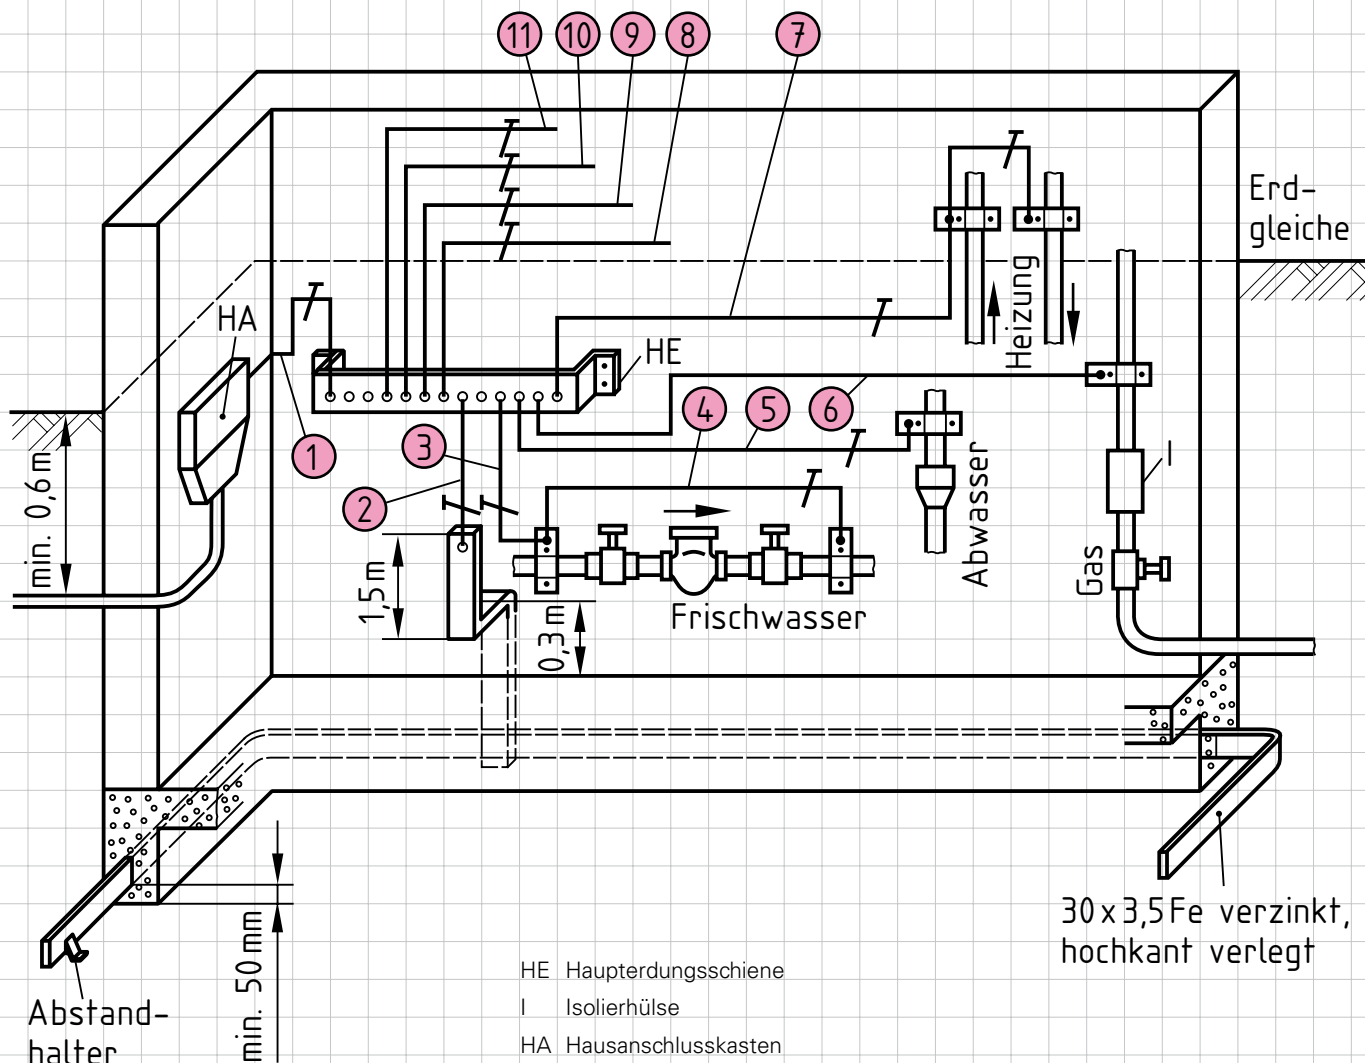 11 10 9 8 7
Erd-
gleiche
HA
HE
Heizung
min. 0,6 m
1
2
3
4
5
6
I
1,5 m
0,3 m
Frischwasser
Abwasser
Gas
30 x 3,5 Fe verzinkt,
hochkant verlegt
min. 50 mm
Abstand-
halter
HE Haupterdungsschiene
I Isolierhülse
HA Hausanschlusskasten